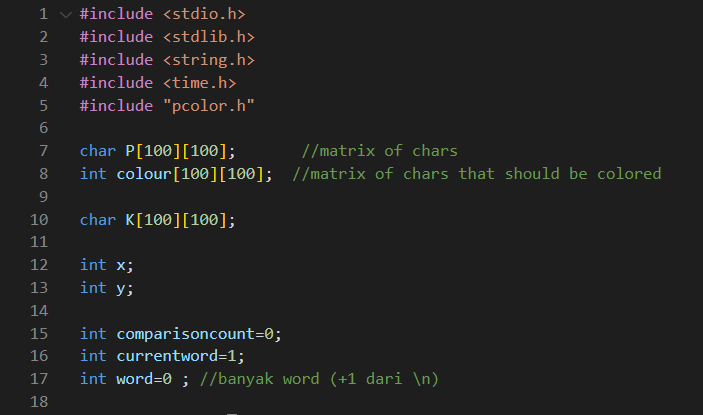 1 #include <stdio.h>
2 #include <stdlib.h>
3 #include <string.h>
4 #include <time.h>
5 #include "pcolor.h"
6
7 char P[100][100];       //matrix of chars
8 int colour[100][100];  //matrix of chars that should be colored
9
10 char K[100][100];
11
12 int x;
13 int y;
14
15 int comparisoncount=0;
16 int currentword=1;
17 int word=0 ; //banyak word (+1 dari \n)
18